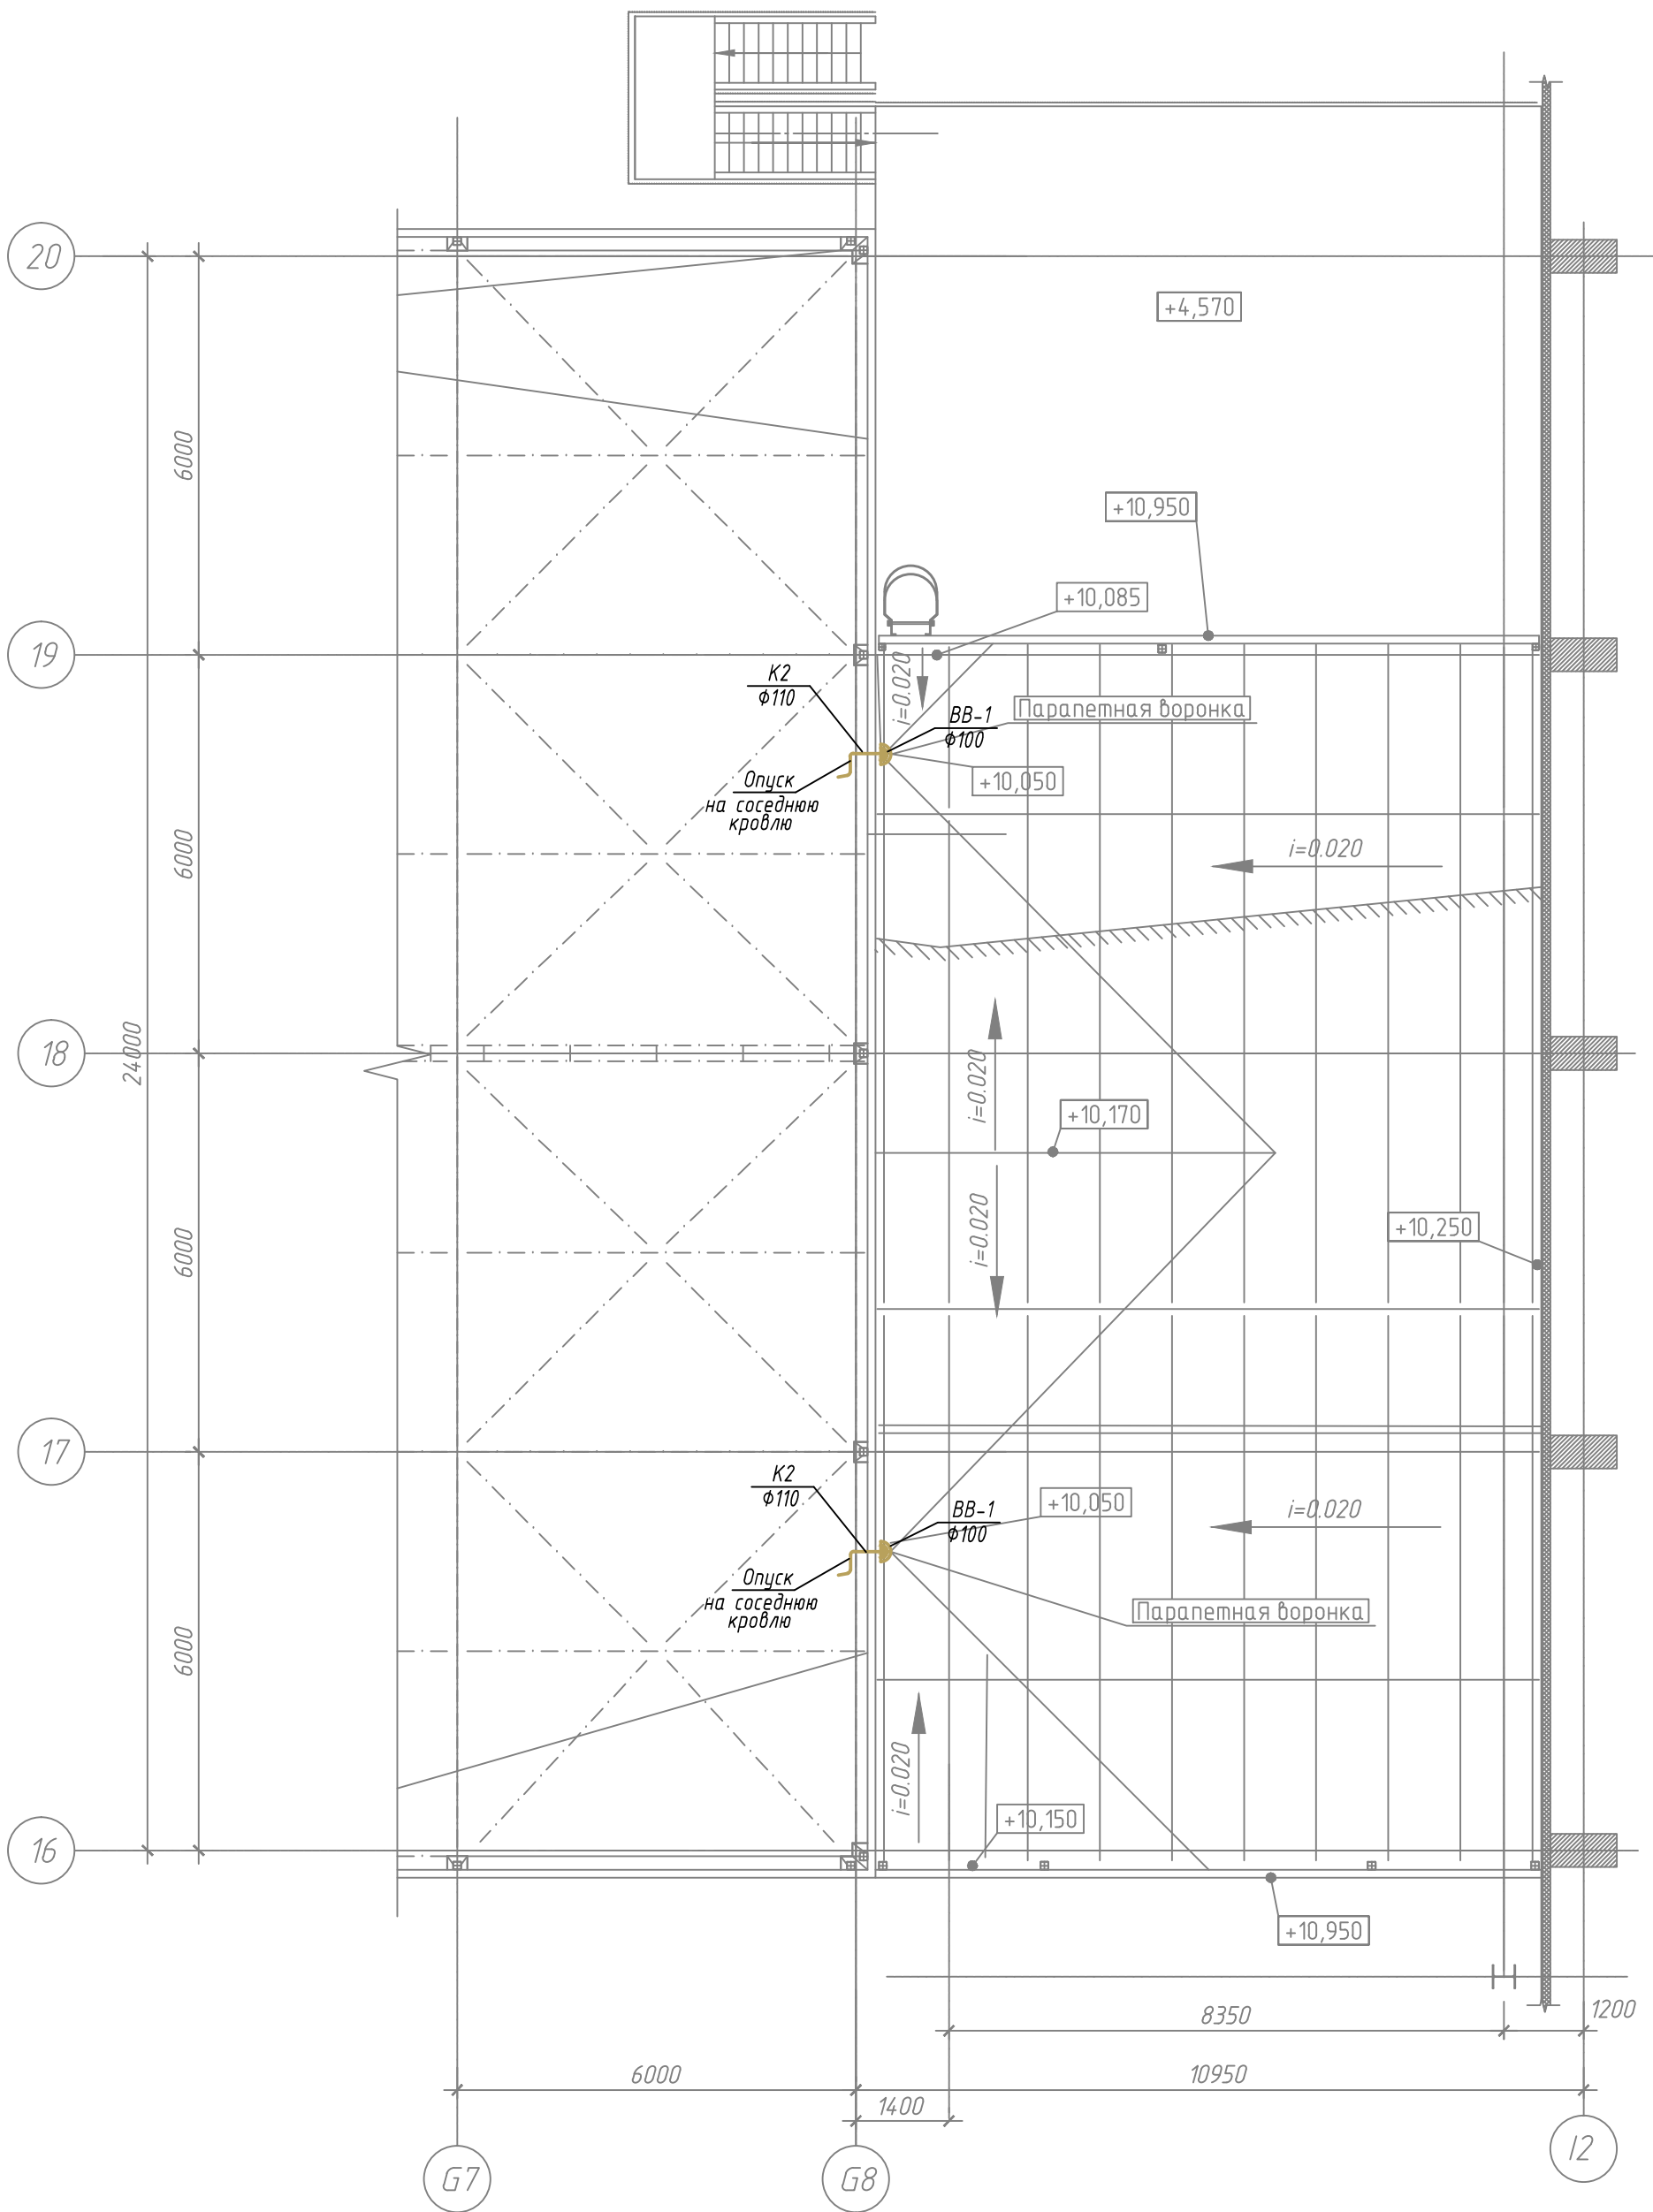 20
+4,570
6000
+10,950
+10,085
19
i=0.020
К2
Ф110
Парапетная воронка
ВВ-1
Ф100
+10,050
Опуск
на соседнюю
кровлю
6000
i=0.020
18
24000
i=0.020
+10,170
i=0.020
+10,250
6000
17
К2
Ф110
+10,050
ВВ-1
Ф100
i=0.020
Опуск
на соседнюю
кровлю
Парапетная воронка
6000
i=0.020
+10,150
16
+10,950
8350
1200
6000
10950
1400
G7
G8
I2